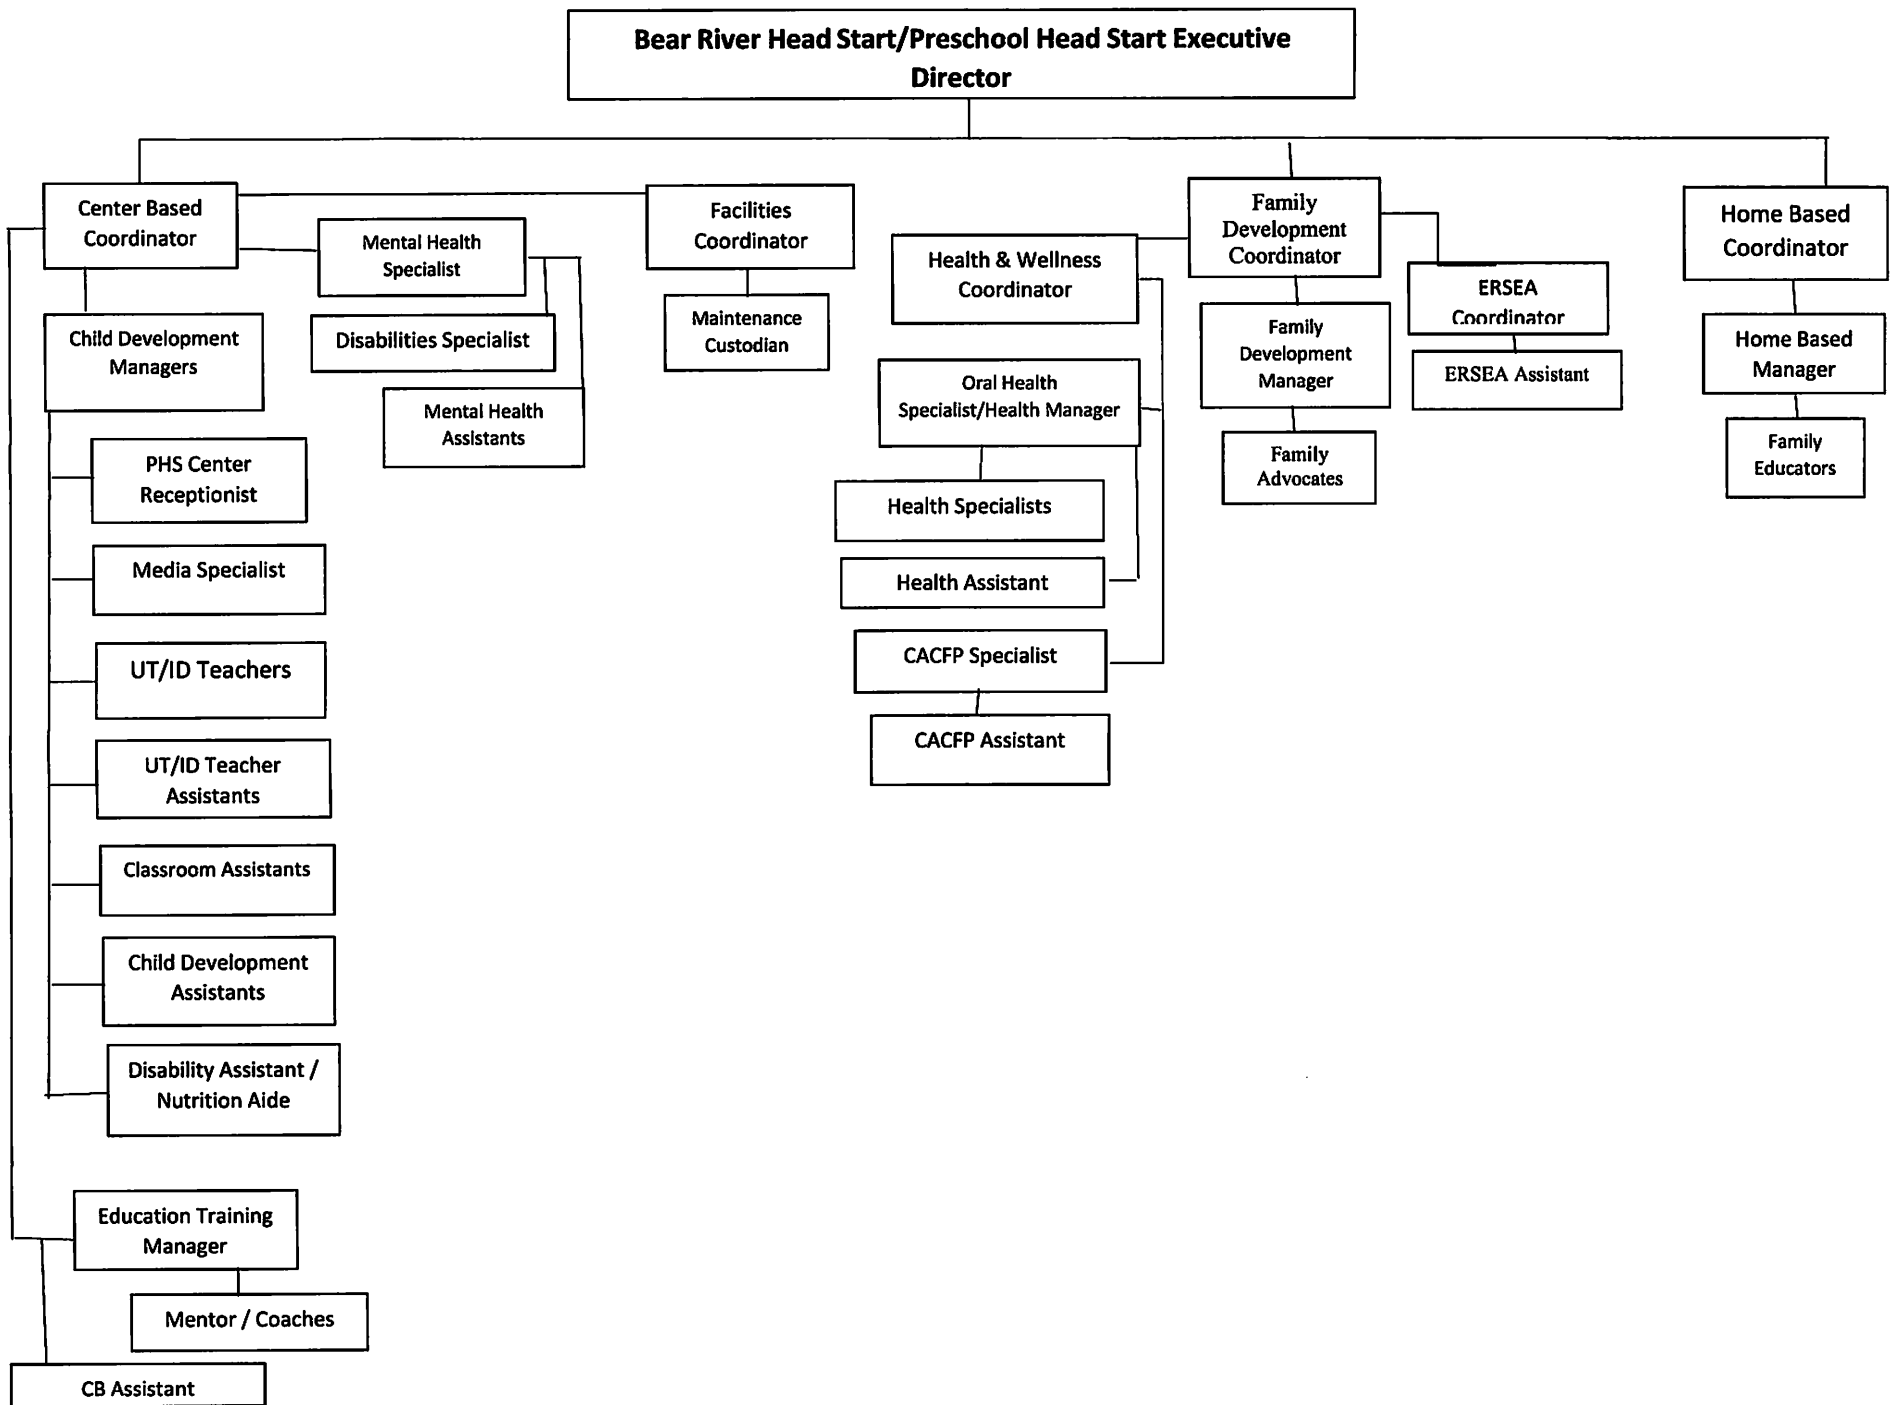 Bear River Head Start/Preschool Head Start Executive
Director
Center Based
Coordinator
Mental Health
Specialist
Facilities
Coordinator
Health & Wellness
Coordinator
Family
Development
Coordinator
ERSEA
Coordinator
Home Based
Coordinator
Child Development
Managers
Disabilities Specialist
Mental Health
Assistants
Maintenance
Custodian
Oral Health
Specialist/Health Manager
Family
Development
Manager
ERSEA Assistant
Home Based
Manager
Family
Advocates
Family
Educators
PHS Center
Receptionist
Health Specialists
Media Specialist
Health Assistant
UT/ID Teachers
CACFP Specialist
UT/ID Teacher
Assistants
CACFP Assistant
Classroom Assistants
Child Development
Assistants
Disability Assistant /
Nutrition Aide
Education Training
Manager
Mentor / Coaches
CB Assistant